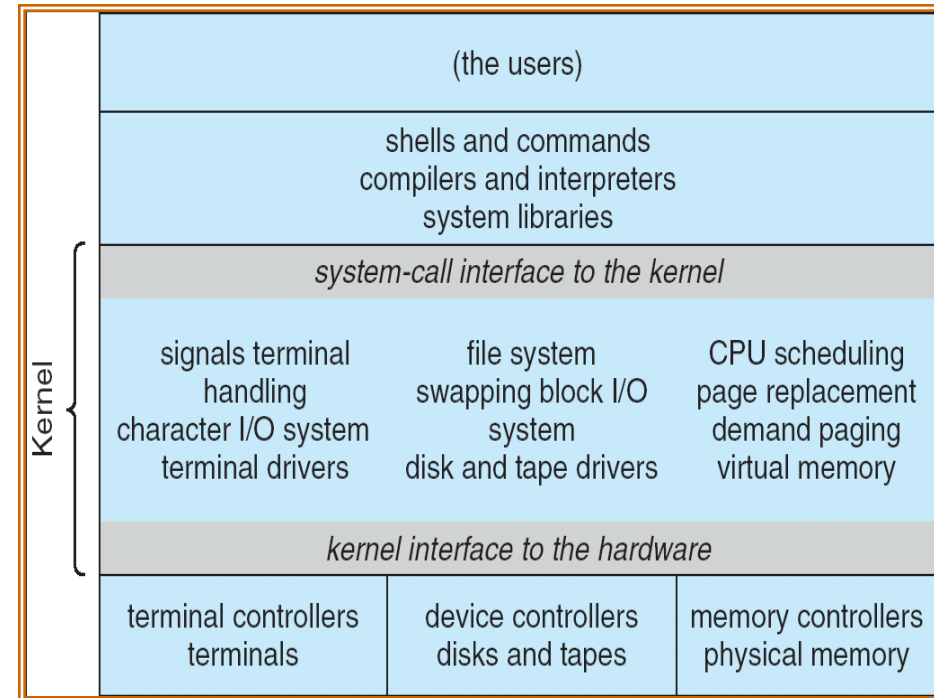 (the users)
shells and commands
compilers and interpreters
system libraries
Kernel
system-call interface to the kernel
signals terminal
handling
character I/O system
terminal drivers
file system
swapping block I/O
system
disk and tape drivers
CPU scheduling
page replacement
demand paging
virtual memory
kernel interface to the hardware
terminal controllers
terminals
device controllers
disks and tapes
memory controllers
physical memory